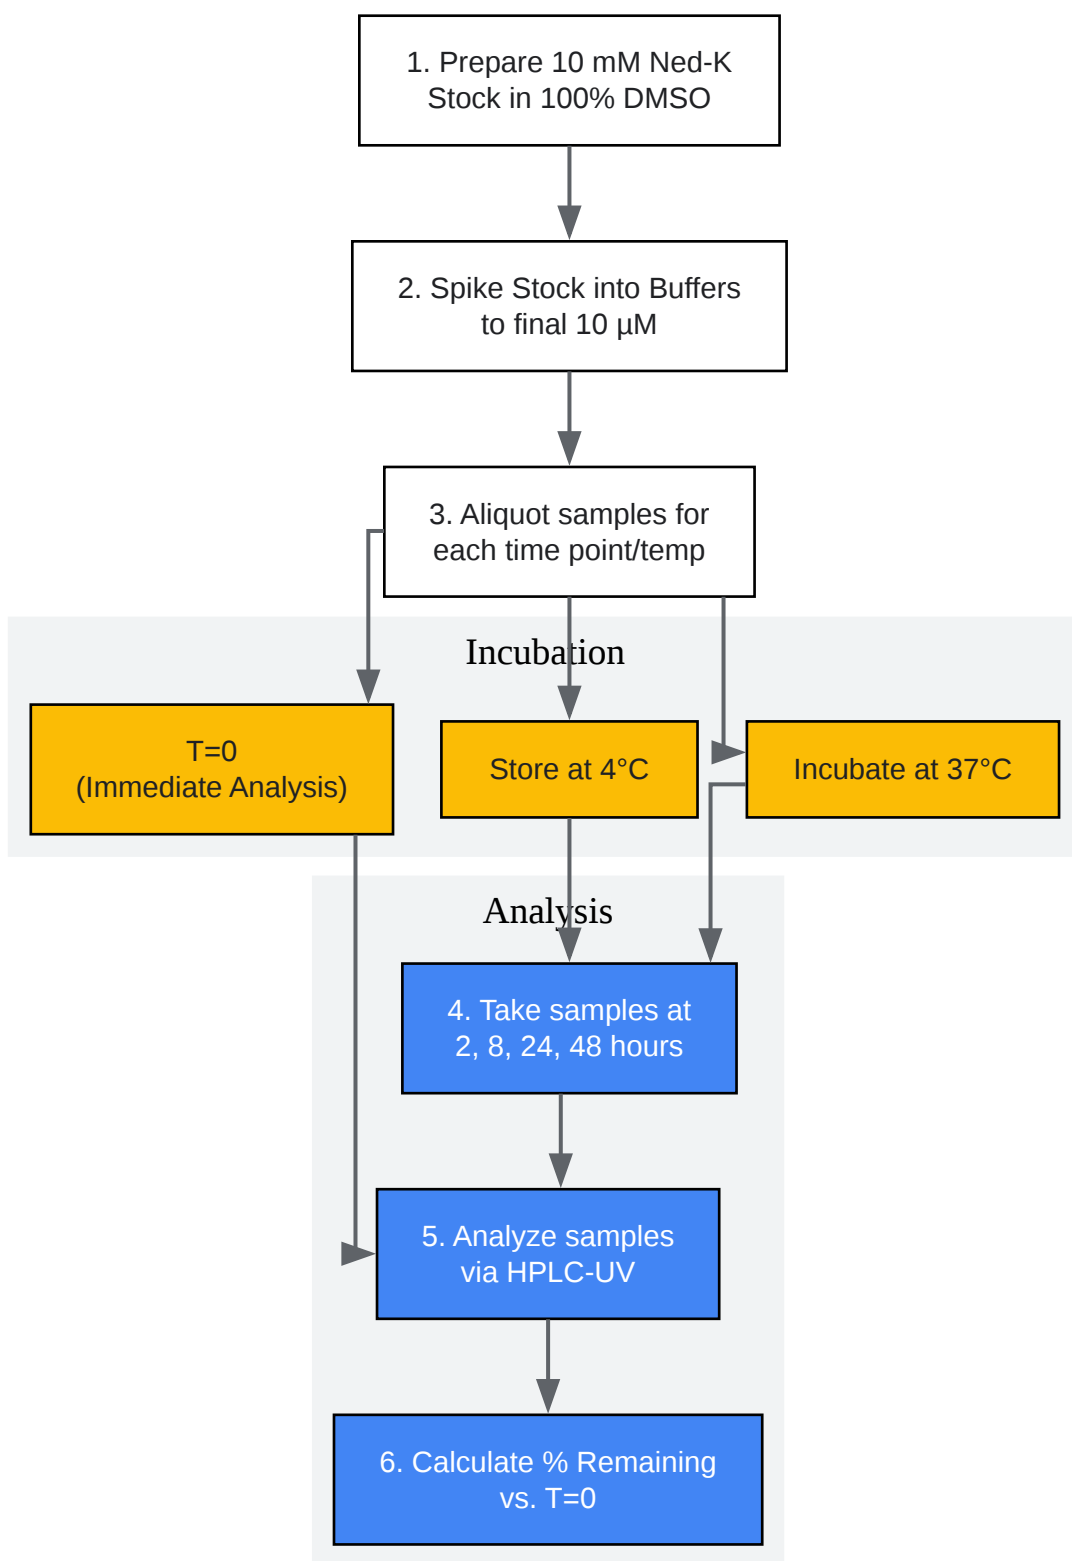 1. Prepare 10 mM Ned-K
Stock in 100% DMSO
2. Spike Stock into Buffers
to final 10 µM
3. Aliquot samples for
each time point/temp
Incubation
T=0
(Immediate Analysis)
Store at 4°C
Incubate at 37°C
Analysis
4. Take samples at
2, 8, 24, 48 hours
5. Analyze samples
via HPLC-UV
6. Calculate % Remaining
vs. T=0